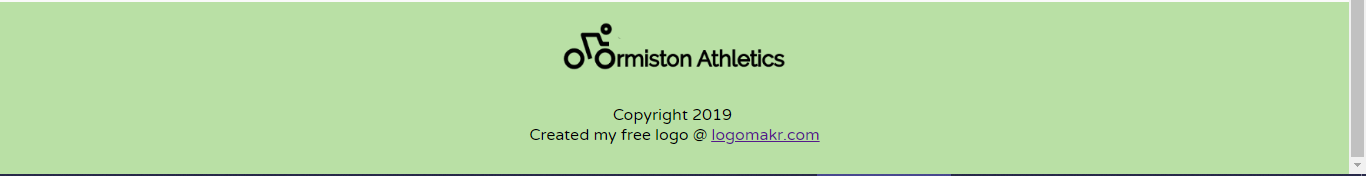 Ormiston Athletics
Copyright 2019
Created my free logo @ logomakr.com